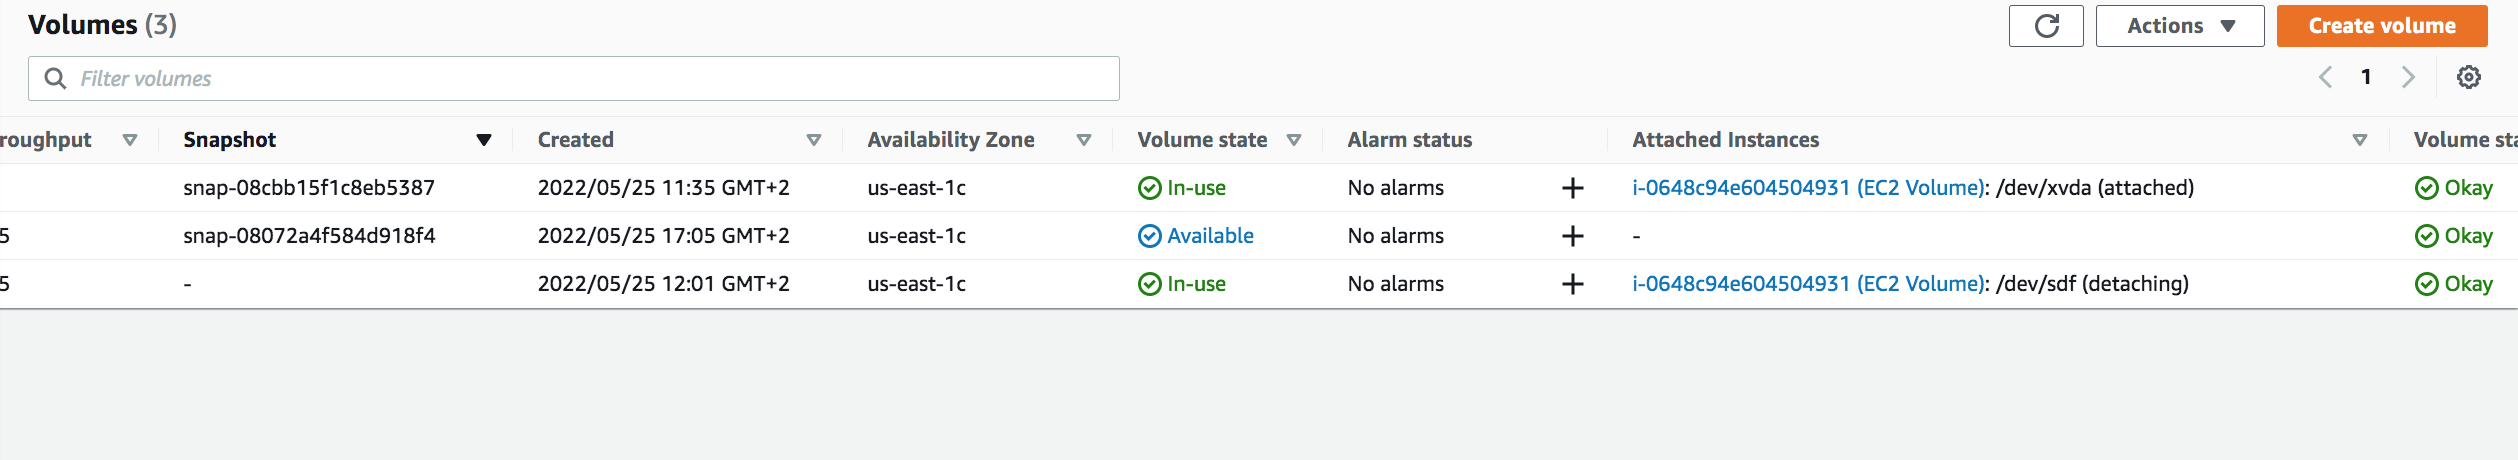 Volumes (3)
Actions
Create volume
Filter volumes
1
roughput Snapshot Created Availability Zone Volume state Alarm status Attached Instances Volume sta
snap-08cbb15f1c8eb5387 2022/05/25 11:35 GMT+2 us-east-1c In-use No alarms + i-0648c94e604504931 (EC2 Volume): /dev/xvda (attached) Okay
5 snap-08072a4f584d918f4 2022/05/25 17:05 GMT+2 us-east-1c Available No alarms + - Okay
5 - 2022/05/25 12:01 GMT+2 us-east-1c In-use No alarms + i-0648c94e604504931 (EC2 Volume): /dev/sdf (detaching) Okay